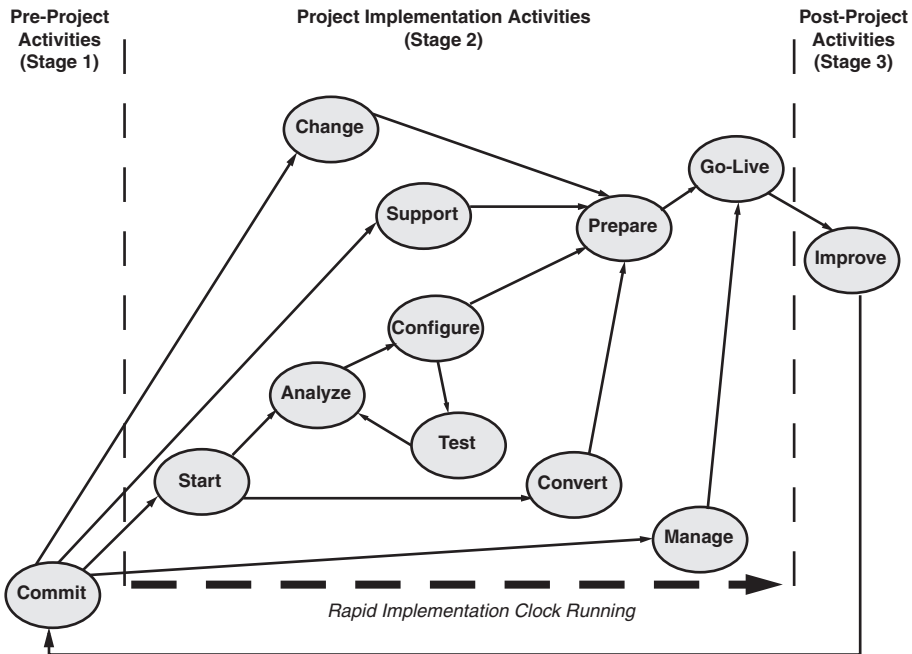 Pre-Project
Activities
(Stage 1)
Project Implementation Activities
(Stage 2)
Post-Project
Activities
(Stage 3)
Change
Go-Live
Support
Prepare
Improve
Configure
Analyze
Test
Start
Convert
Manage
Commit
Rapid Implementation Clock Running